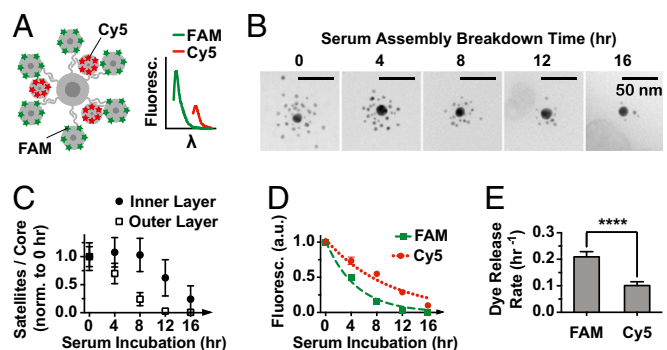 A
Cy5
FAM
FAM
Cy5
Fluoresc.
λ
B
Serum Assembly Breakdown Time (hr)
0 4 8 12 16
50 nm
C
Inner Layer
Outer Layer
Satellites / Core
(norm. to 0 hr)
1.0
0.5
0.0
0 4 8 12 16
Serum Incubation (hr)
D
FAM
Cy5
Fluoresc. (a.u.)
1.0
0.5
0.0
0 4 8 12 16
Serum Incubation (hr)
E
****
Dye Release
Rate (hr⁻¹)
0.3
0.2
0.1
0.0
FAM Cy5